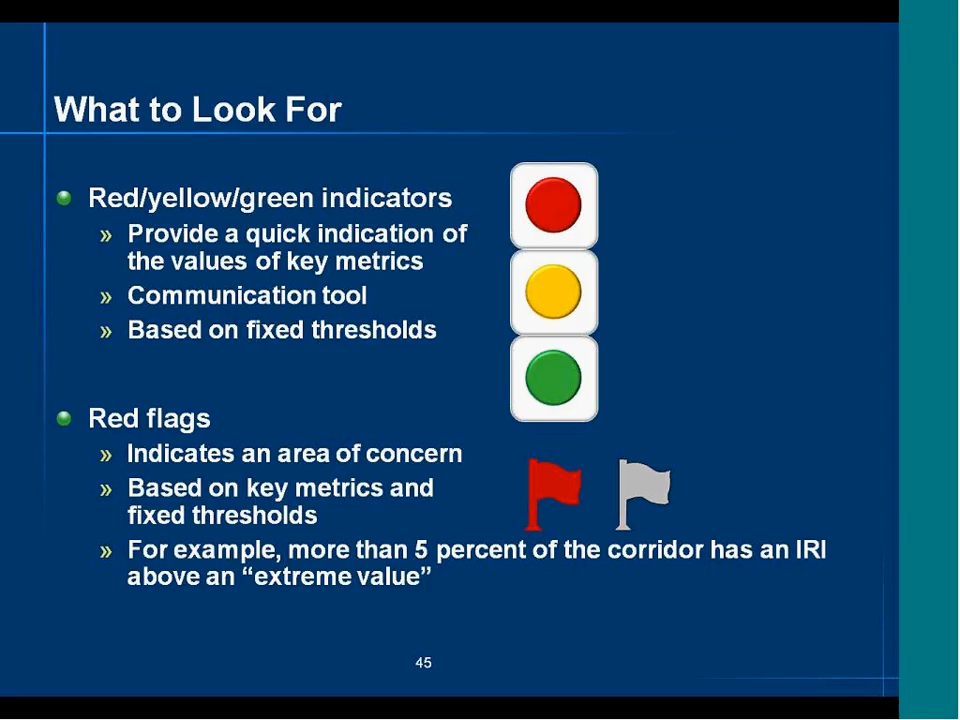 What to Look For
Red/yellow/green indicators
» Provide a quick indication of
the values of key metrics
» Communication tool
» Based on fixed thresholds
Red flags
» Indicates an area of concern
» Based on key metrics and
fixed thresholds
» For example, more than 5 percent of the corridor has an IRI
above an “extreme value”
45